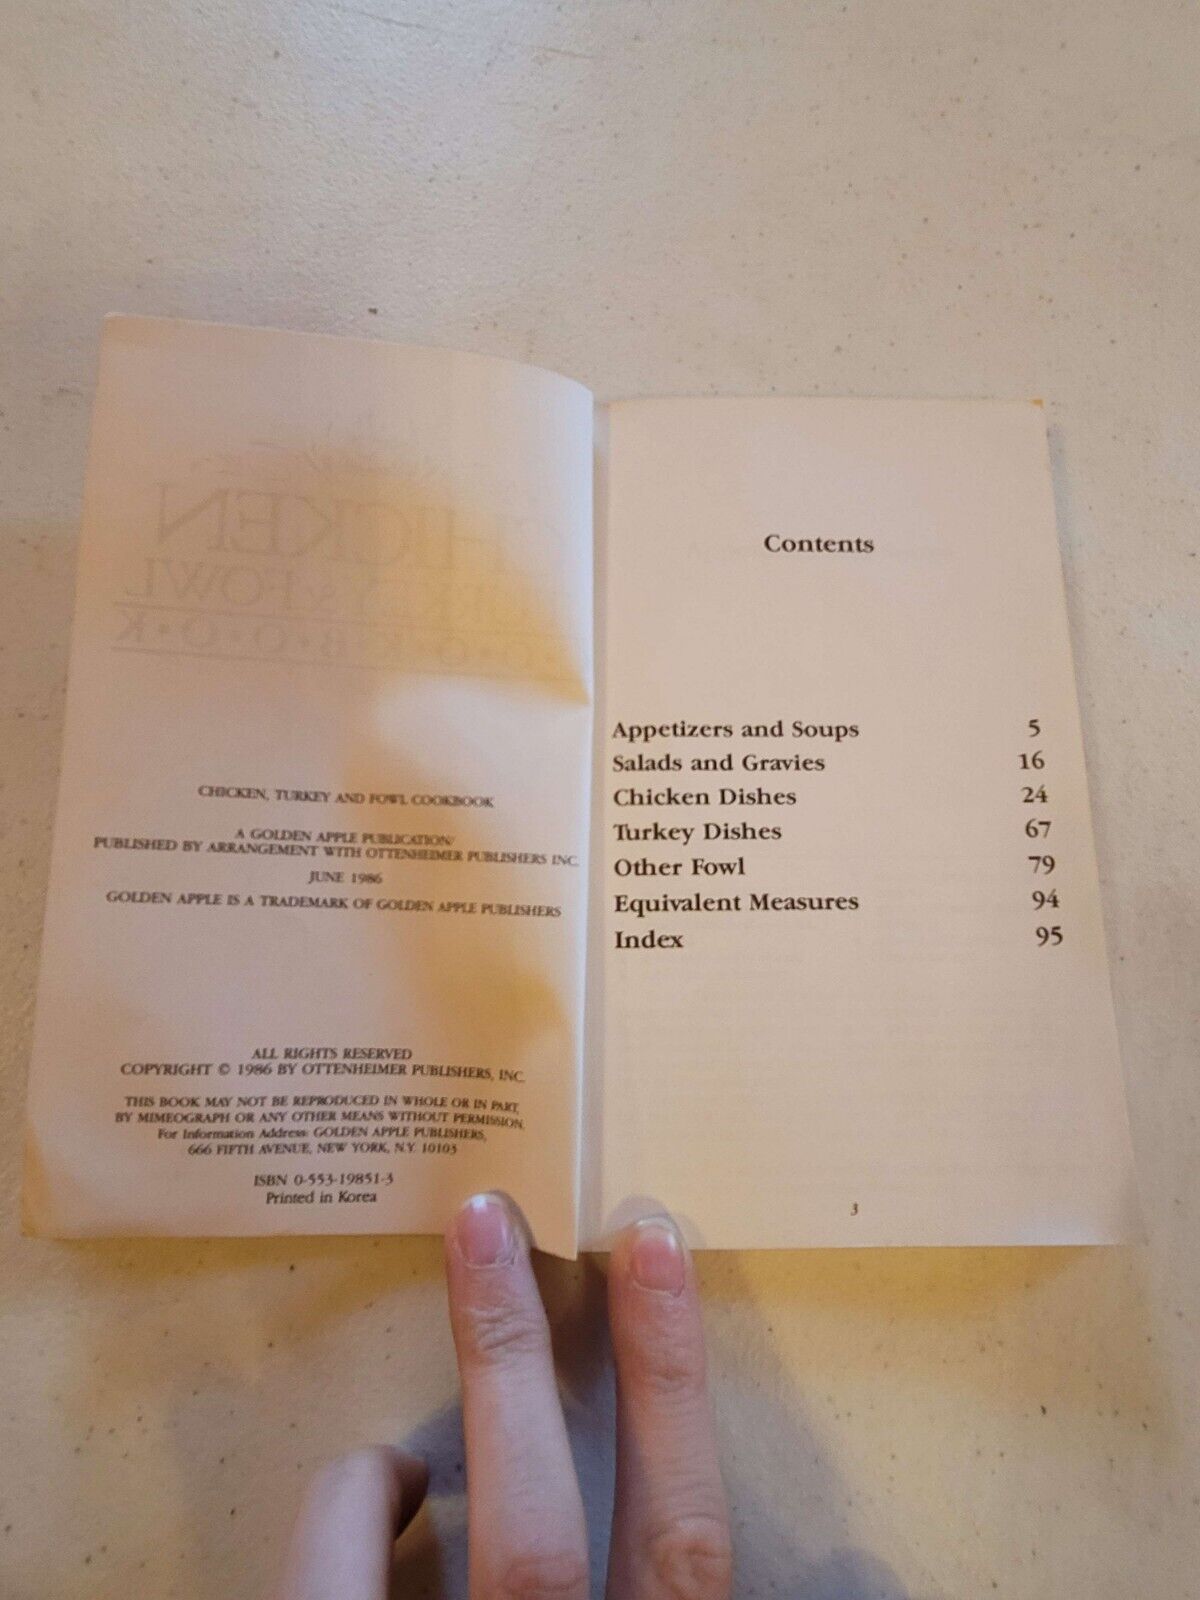 CHICKEN, TURKEY AND FOWL COOKBOOK
A GOLDEN APPLE PUBLICATION/
PUBLISHED BY ARRANGEMENT WITH OTTENHEIMER PUBLISHERS INC.
JUNE 1986
GOLDEN APPLE IS A TRADEMARK OF GOLDEN APPLE PUBLISHERS
ALL RIGHTS RESERVED
COPYRIGHT © 1986 BY OTTENHEIMER PUBLISHERS, INC.
THIS BOOK MAY NOT BE REPRODUCED IN WHOLE OR IN PART,
BY MIMEOGRAPH OR ANY OTHER MEANS WITHOUT PERMISSION.
For Information Address: GOLDEN APPLE PUBLISHERS,
666 FIFTH AVENUE, NEW YORK, N.Y. 10103
ISBN 0-553-19851-3
Printed in Korea
Contents
Appetizers and Soups 5
Salads and Gravies 16
Chicken Dishes 24
Turkey Dishes 67
Other Fowl 79
Equivalent Measures 94
Index 95
3